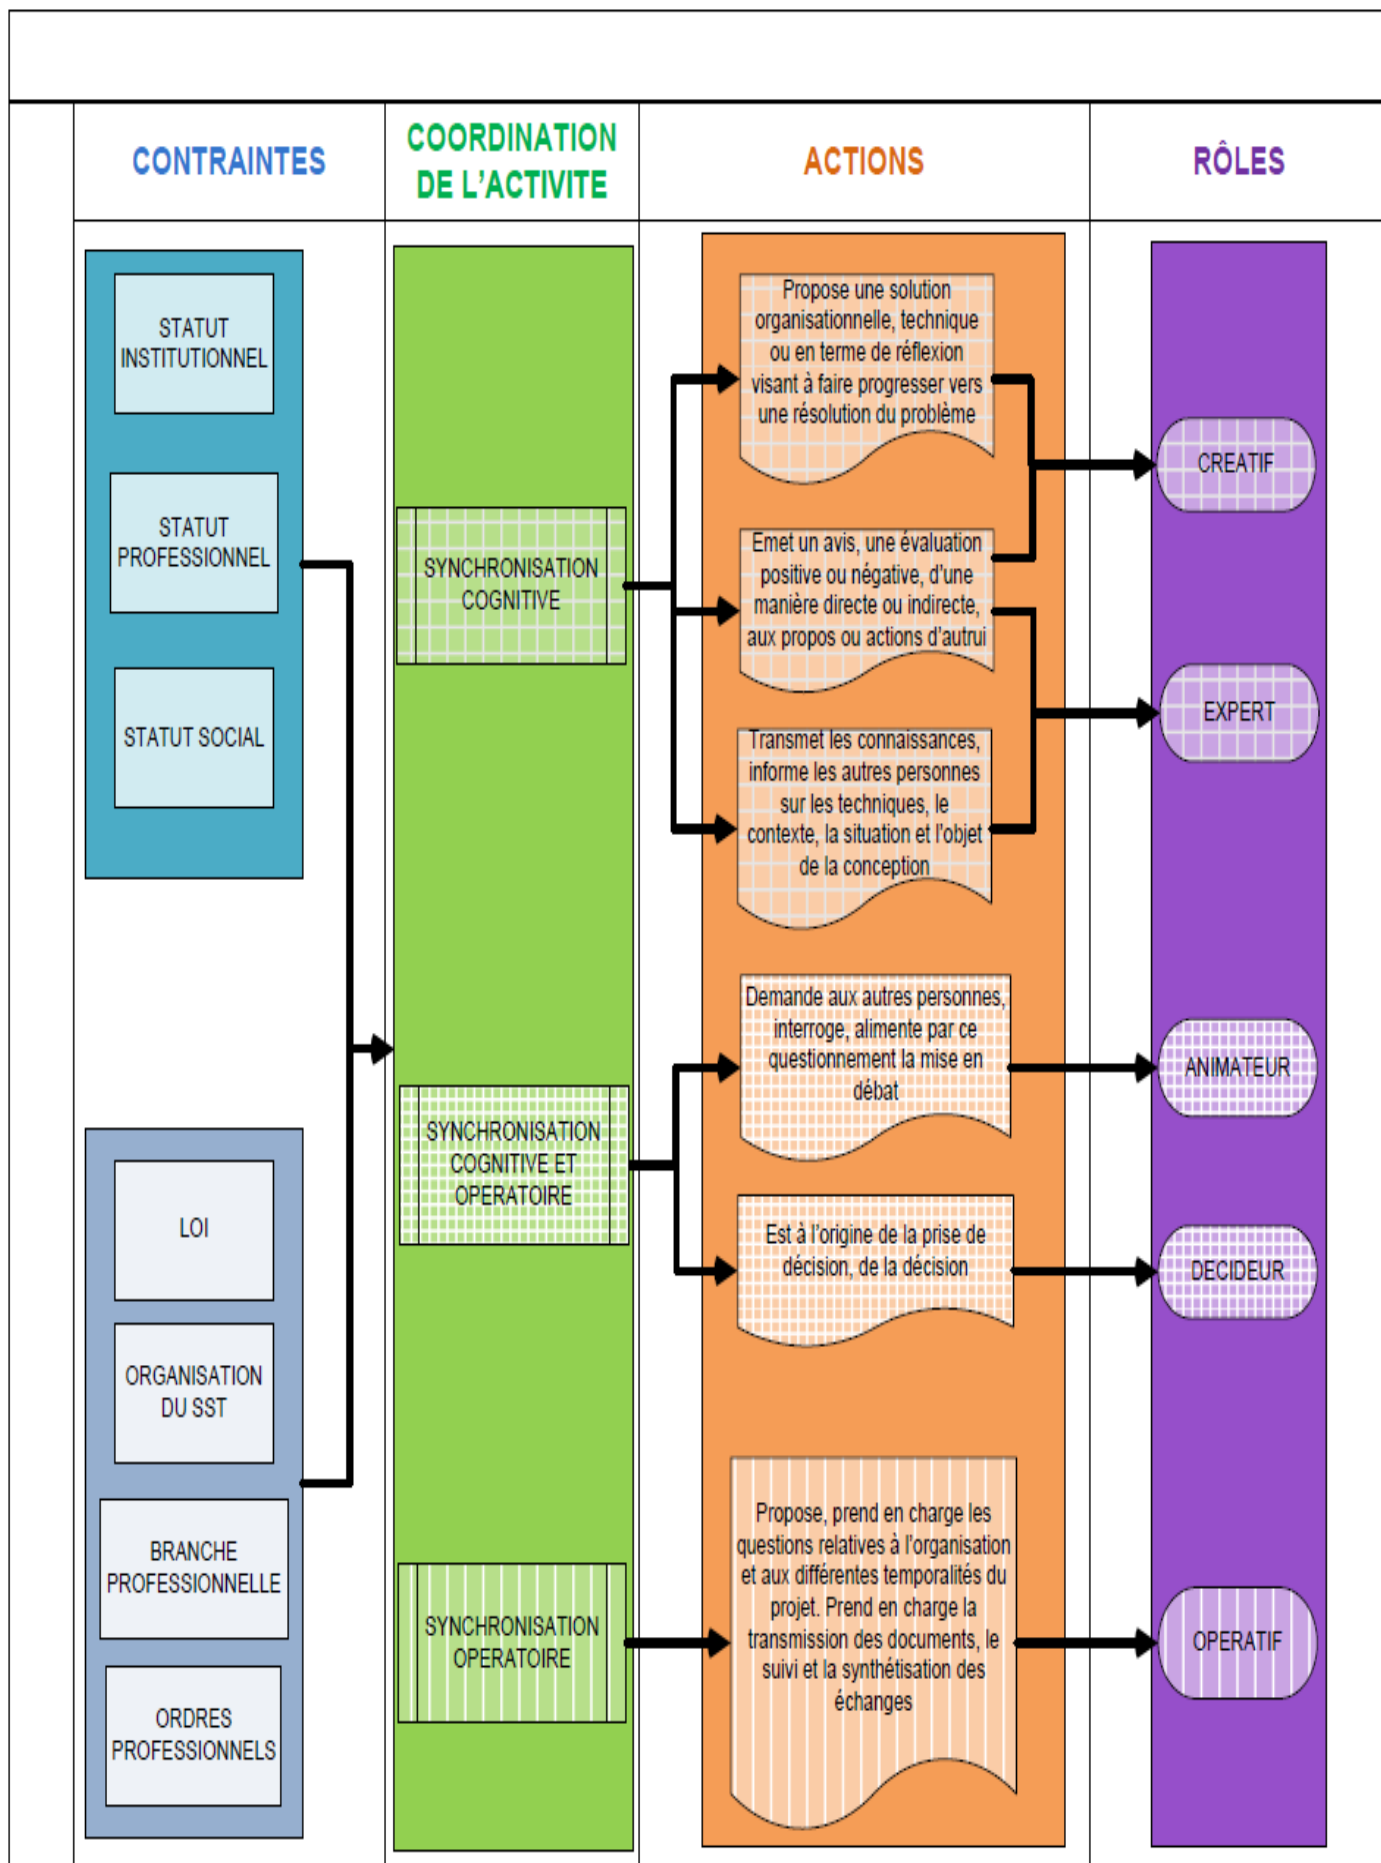 CONTRAINTES
COORDINATION
DE L'ACTIVITE
ACTIONS
RÔLES
STATUT
INSTITUTIONNEL
STATUT
PROFESSIONNEL
STATUT SOCIAL
LOI
ORGANISATION
DU SST
BRANCHE
PROFESSIONNELLE
ORDRES
PROFESSIONNELS
SYNCHRONISATION
COGNITIVE
SYNCHRONISATION
COGNITIVE ET
OPERATOIRE
SYNCHRONISATION
OPERATOIRE
Propose une solution
organisationnelle, technique
ou en terme de réflexion
visant à faire progresser vers
une résolution du problème
Emet un avis, une évaluation
positive ou négative, d'une
manière directe ou indirecte,
aux propos ou actions d'autrui
Transmet les connaissances,
informe les autres personnes
sur les techniques, le
contexte, la situation et l'objet
de la conception
Demande aux autres personnes,
interroge, alimente par ce
questionnement la mise en
débat
Est à l'origine de la prise de
décision, de la décision
Propose, prend en charge les
questions relatives à l'organisation
et aux différentes temporalités du
projet. Prend en charge la
transmission des documents, le
suivi et la synthétisation des
échanges
CREATIF
EXPERT
ANIMATEUR
DECIDEUR
OPERATIF